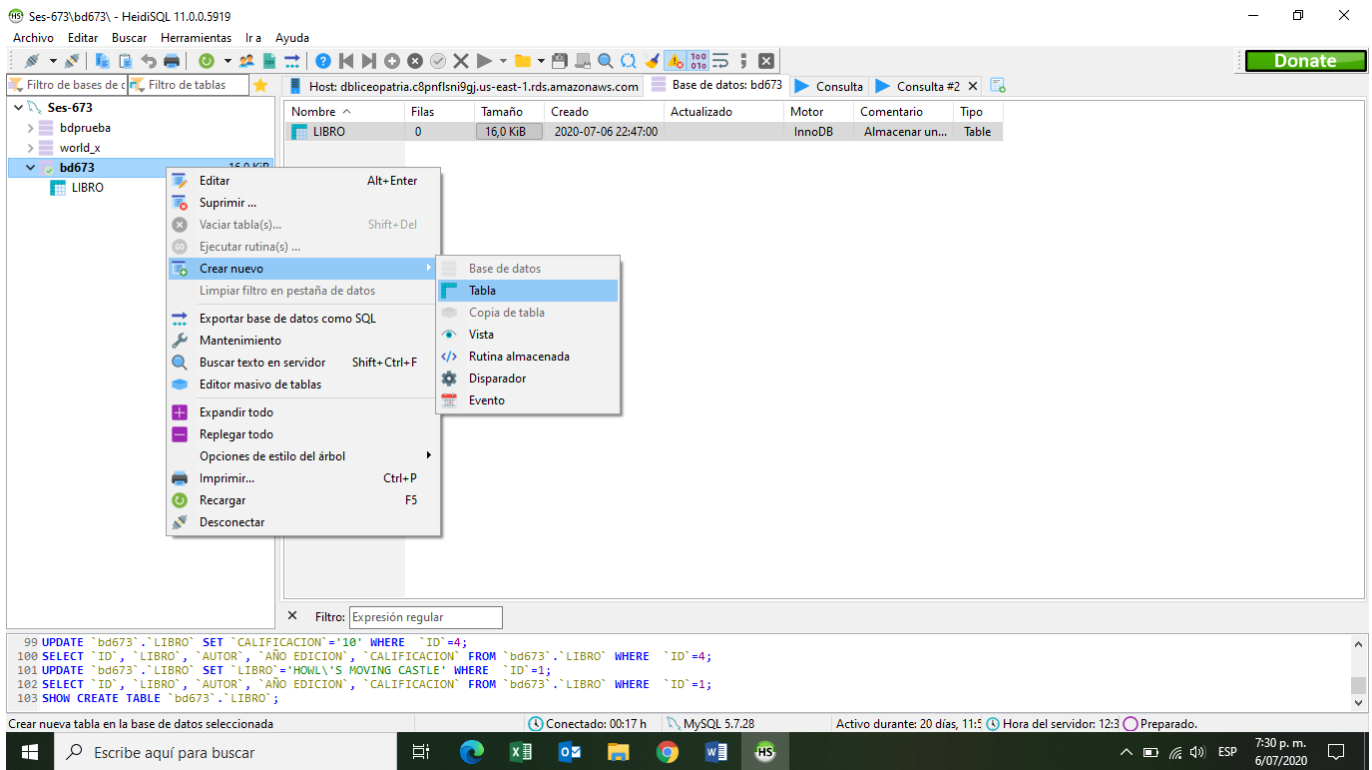 Ses-673\bd673\ - HeidiSQL 11.0.0.5919
Archivo Editar Buscar Herramientas Ir a Ayuda
Donate
Filtro de bases de c Filtro de tablas
Host: dbliceopatria.c8pnflsni9gj.us-east-1.rds.amazonaws.com Base de datos: bd673 Consulta Consulta #2
Ses-673
bdprueba
world_x
bd673 16,0 KiB
LIBRO
Nombre Filas Tamaño Creado Actualizado Motor Comentario Tipo
LIBRO 0 16,0 KiB 2020-07-06 22:47:00 InnoDB Almacenar un... Table
Editar Alt+Enter
Suprimir ...
Vaciar tabla(s)... Shift+Del
Ejecutar rutina(s) ...
Crear nuevo
Limpiar filtro en pestaña de datos
Exportar base de datos como SQL
Mantenimiento
Buscar texto en servidor Shift+Ctrl+F
Editor masivo de tablas
Expandir todo
Replegar todo
Opciones de estilo del árbol
Imprimir... Ctrl+P
Recargar F5
Desconectar
Base de datos
Tabla
Copia de tabla
Vista
Rutina almacenada
Disparador
Evento
Filtro: Expresión regular
99 UPDATE `bd673`.`LIBRO` SET `CALIFICACION`='10' WHERE `ID`=4;
100 SELECT `ID`, `LIBRO`, `AUTOR`, `AÑO EDICION`, `CALIFICACION` FROM `bd673`.`LIBRO` WHERE `ID`=4;
101 UPDATE `bd673`.`LIBRO` SET `LIBRO`='HOWL\'S MOVING CASTLE' WHERE `ID`=1;
102 SELECT `ID`, `LIBRO`, `AUTOR`, `AÑO EDICION`, `CALIFICACION` FROM `bd673`.`LIBRO` WHERE `ID`=1;
103 SHOW CREATE TABLE `bd673`.`LIBRO`;
Crear nueva tabla en la base de datos seleccionada Conectado: 00:17 h MySQL 5.7.28 Activo durante: 20 días, 11:5 Hora del servidor: 12:3 Preparado.
Escribe aquí para buscar
ESP
7:30 p. m.
6/07/2020